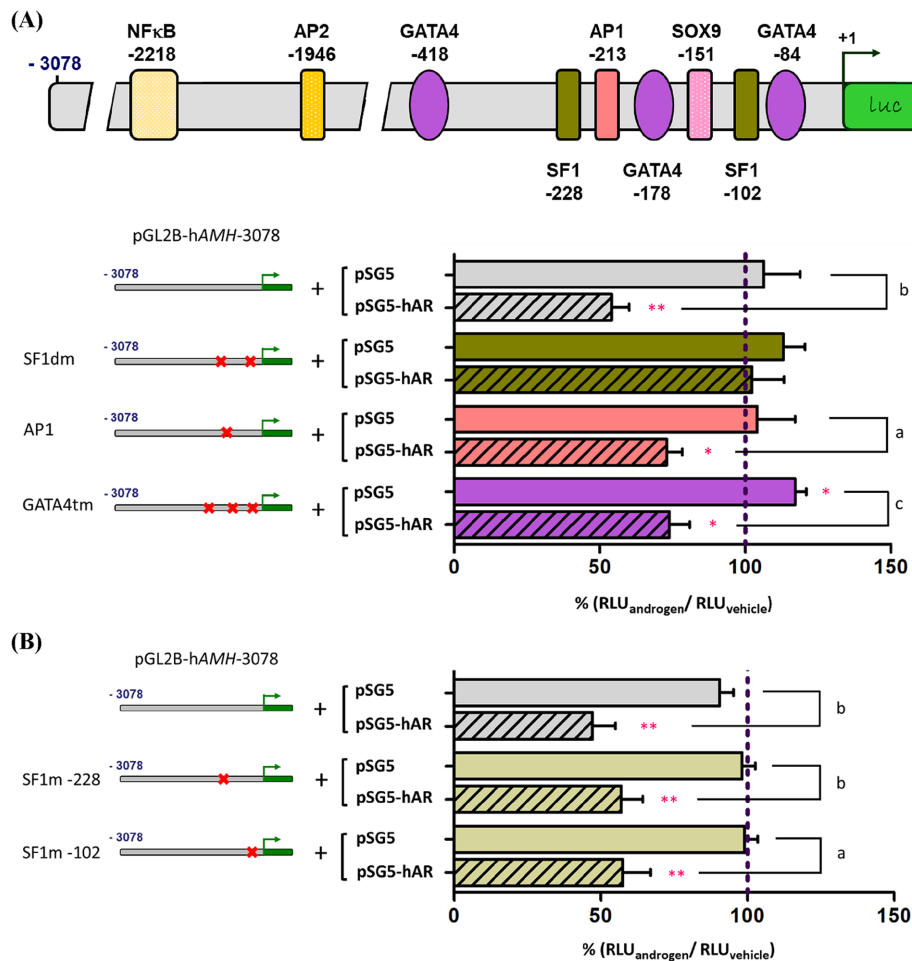 (A)
NFκB AP2 GATA4 AP1 SOX9 GATA4 +1
-2218 -1946 -418 -213 -151 -84
- 3078
luc
SF1 GATA4 SF1
-228 -178 -102
pGL2B-hAMH-3078
- 3078 + pSG5
pSG5-hAR ** b
SF1dm - 3078 + pSG5
pSG5-hAR
AP1 - 3078 + pSG5
pSG5-hAR * a
GATA4tm - 3078 + pSG5 *
pSG5-hAR * c
0 50 100 150
% (RLUandrogen/ RLUvehicle)
(B)
pGL2B-hAMH-3078
- 3078 + pSG5
pSG5-hAR ** b
SF1m -228 - 3078 + pSG5
pSG5-hAR ** b
SF1m -102 - 3078 + pSG5
pSG5-hAR ** a
0 50 100 150
% (RLUandrogen/ RLUvehicle)